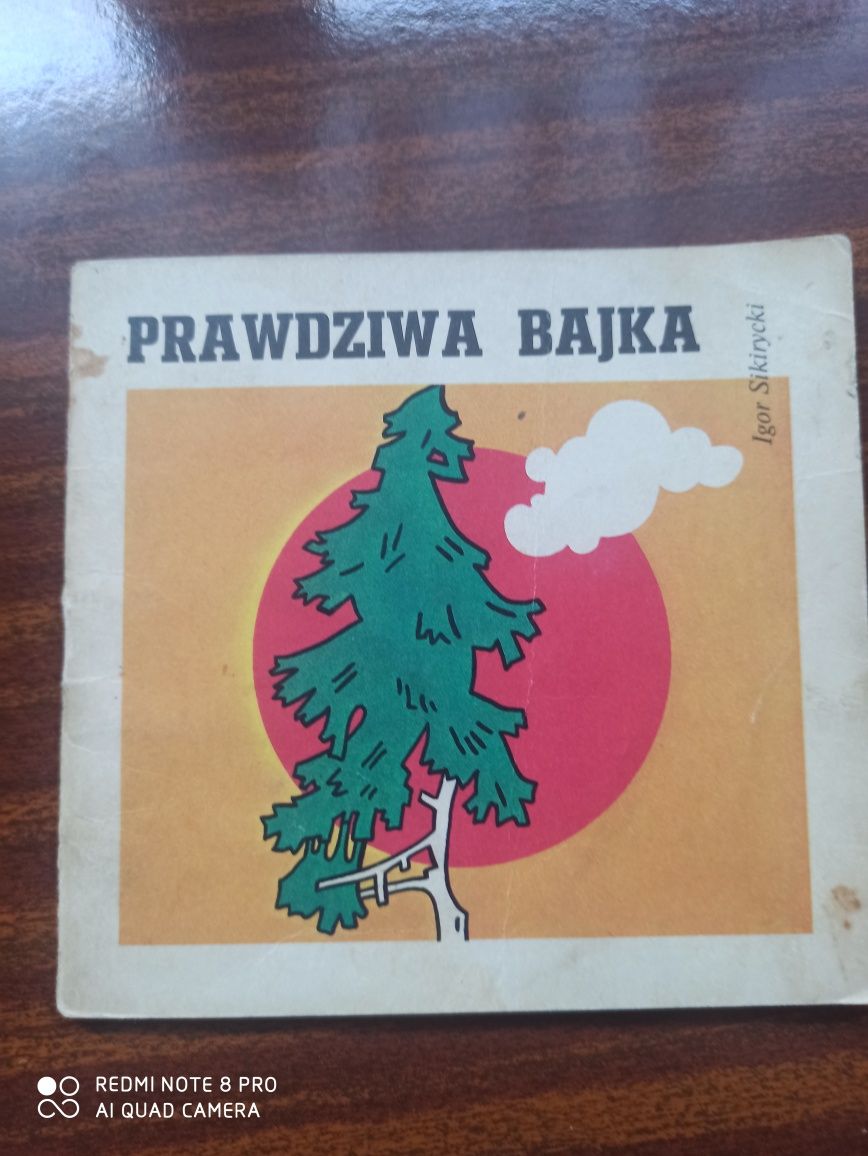 PRAWDZIWA BAJKA
Igor Sikirycki
REDMI NOTE 8 PRO
AI QUAD CAMERA